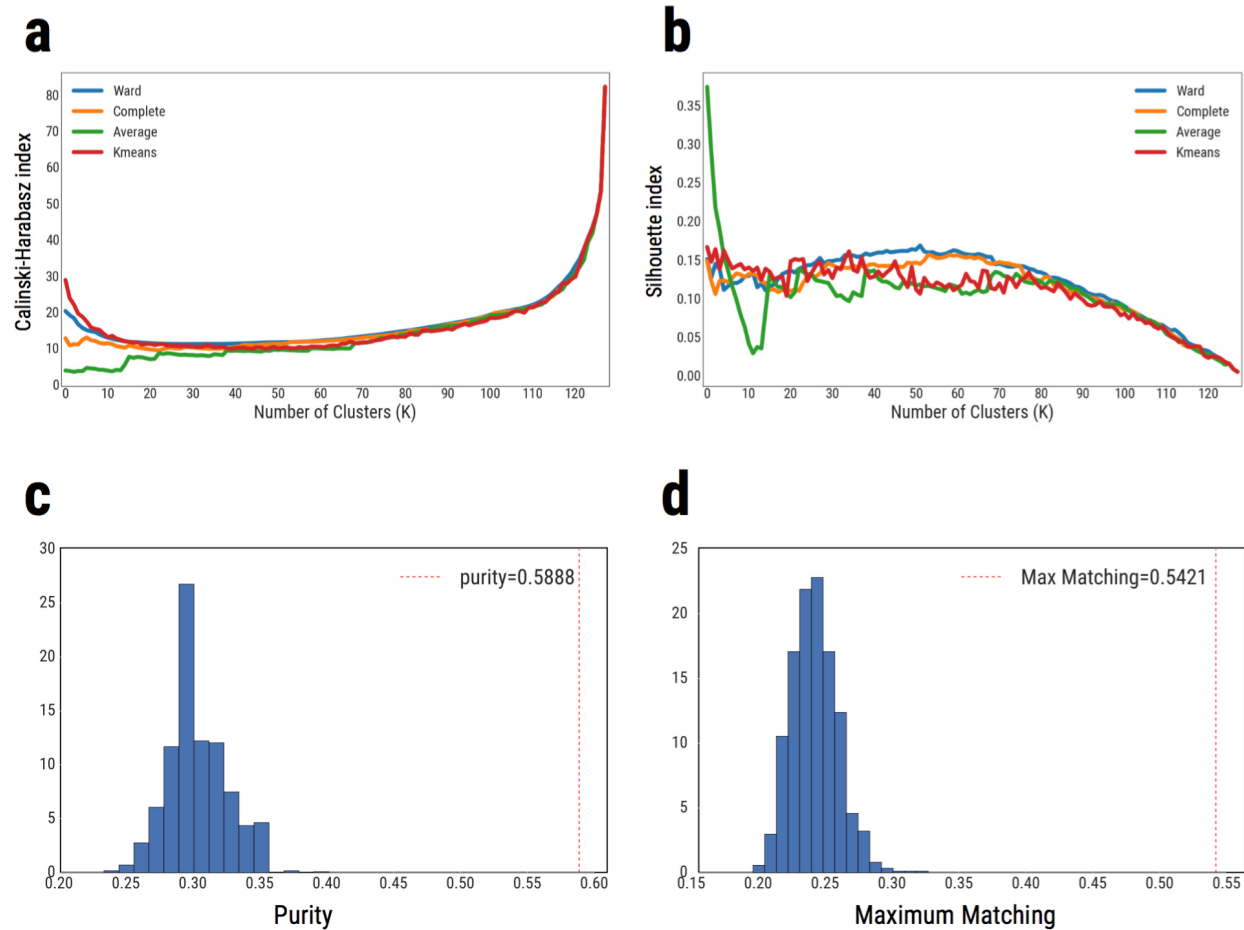 a
Calinski-Harabasz index
80
70
60
50
40
30
20
10
0
Ward
Complete
Average
Kmeans
0 10 20 30 40 50 60 70 80 90 100 110 120
Number of Clusters (K)
b
Silhouette index
0.35
0.30
0.25
0.20
0.15
0.10
0.05
0.00
Ward
Complete
Average
Kmeans
0 10 20 30 40 50 60 70 80 90 100 110 120
Number of Clusters (K)
c
30
25
20
15
10
5
0
purity=0.5888
0.20 0.25 0.30 0.35 0.40 0.45 0.50 0.55 0.60
Purity
d
25
20
15
10
5
0
Max Matching=0.5421
0.15 0.20 0.25 0.30 0.35 0.40 0.45 0.50 0.55
Maximum Matching